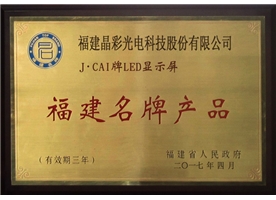 福建晶彩光电科技股份有限公司
J·CAI牌LED显示屏
福建名牌产品
(有效期三年)
福建省人民政府
二〇一七年四月